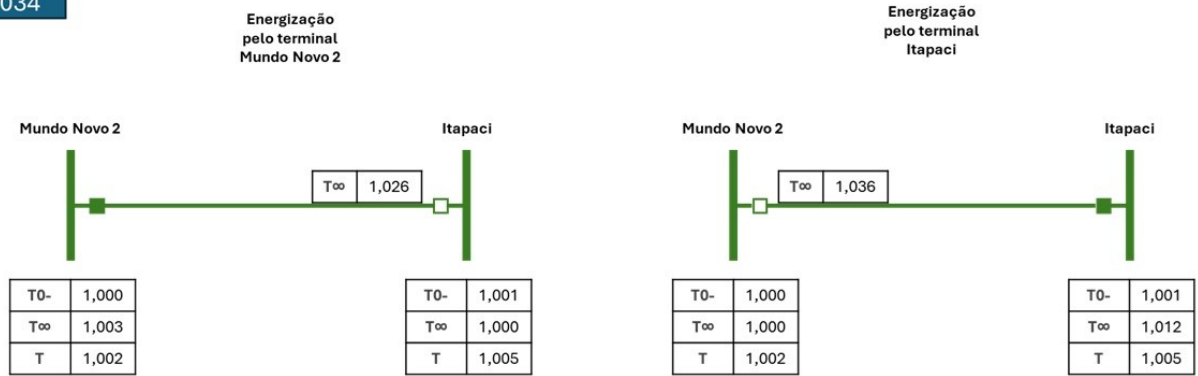 034
Energização
pelo terminal
Mundo Novo 2
Mundo Novo 2
Itapaci
T∞ 1,026
T0- 1,000
T∞ 1,003
T 1,002
T0- 1,001
T∞ 1,000
T 1,005
Energização
pelo terminal
Itapaci
Mundo Novo 2
Itapaci
T∞ 1,036
T0- 1,000
T∞ 1,000
T 1,002
T0- 1,001
T∞ 1,012
T 1,005